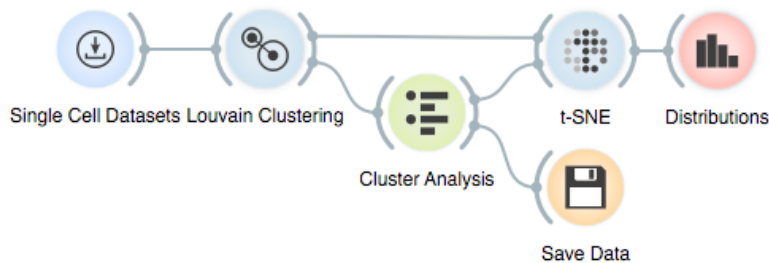 Single Cell Datasets Louvain Clustering t-SNE Distributions
Cluster Analysis
Save Data